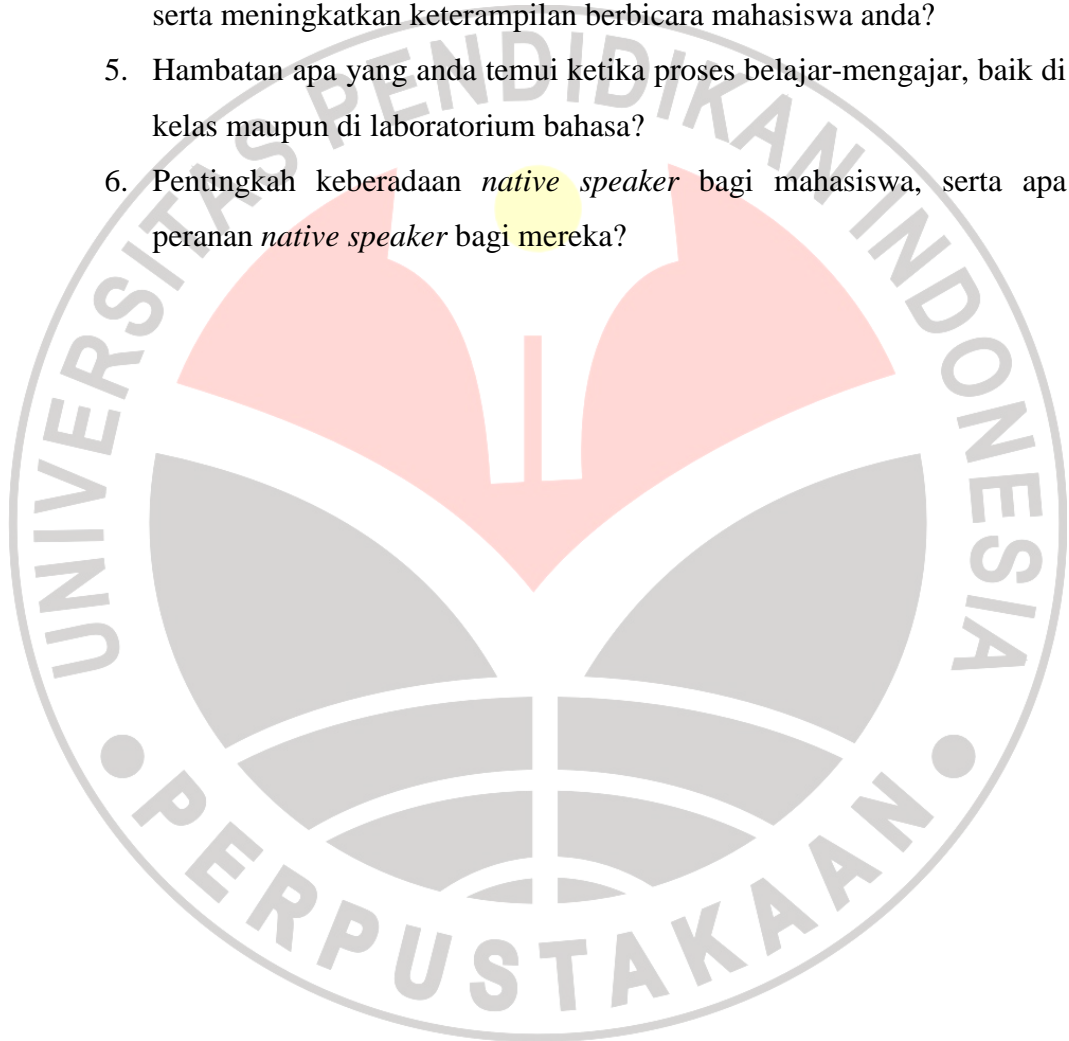 serta meningkatkan keterampilan berbicara mahasiswa anda?
5. Hambatan apa yang anda temui ketika proses belajar-mengajar, baik di
kelas maupun di laboratorium bahasa?
6. Pentingkah keberadaan native speaker bagi mahasiswa, serta apa
peranan native speaker bagi mereka?
UNIVERSITAS PENDIDIKAN INDONESIA
PERPUSTAKAAN